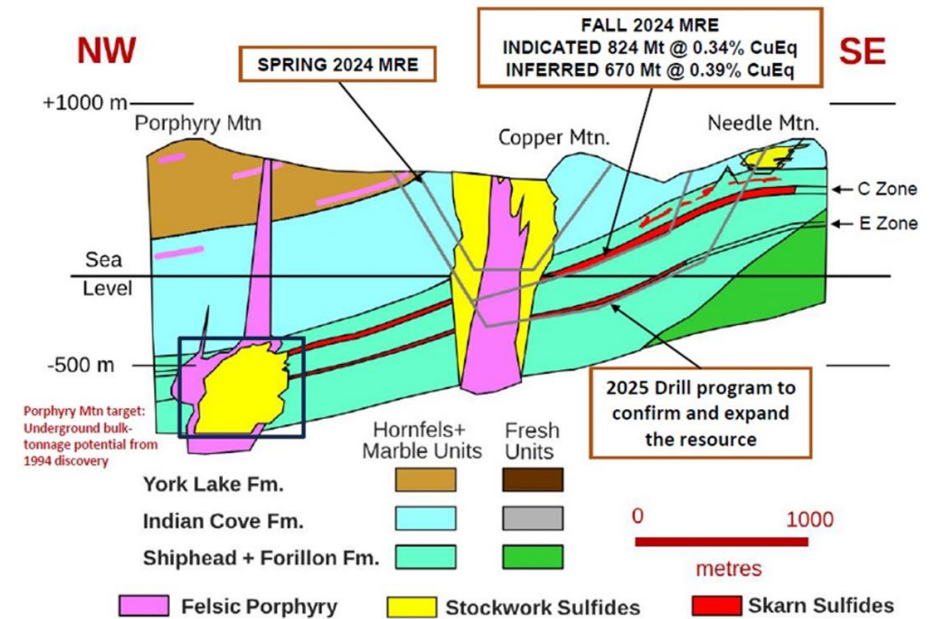 NW
SPRING 2024 MRE
FALL 2024 MRE
INDICATED 824 Mt @ 0.34% CuEq
INFERRED 670 Mt @ 0.39% CuEq
SE
+1000 m
Porphyry Mtn
Copper Mtn.
Needle Mtn.
C Zone
E Zone
Sea
Level
-500 m
Porphyry Mtn target:
Underground bulk-
tonnage potential from
1994 discovery
2025 Drill program to
confirm and expand
the resource
Hornfels+
Marble Units
Fresh
Units
York Lake Fm.
Indian Cove Fm.
Shiphead + Forillon Fm.
0 1000
metres
Felsic Porphyry
Stockwork Sulfides
Skarn Sulfides